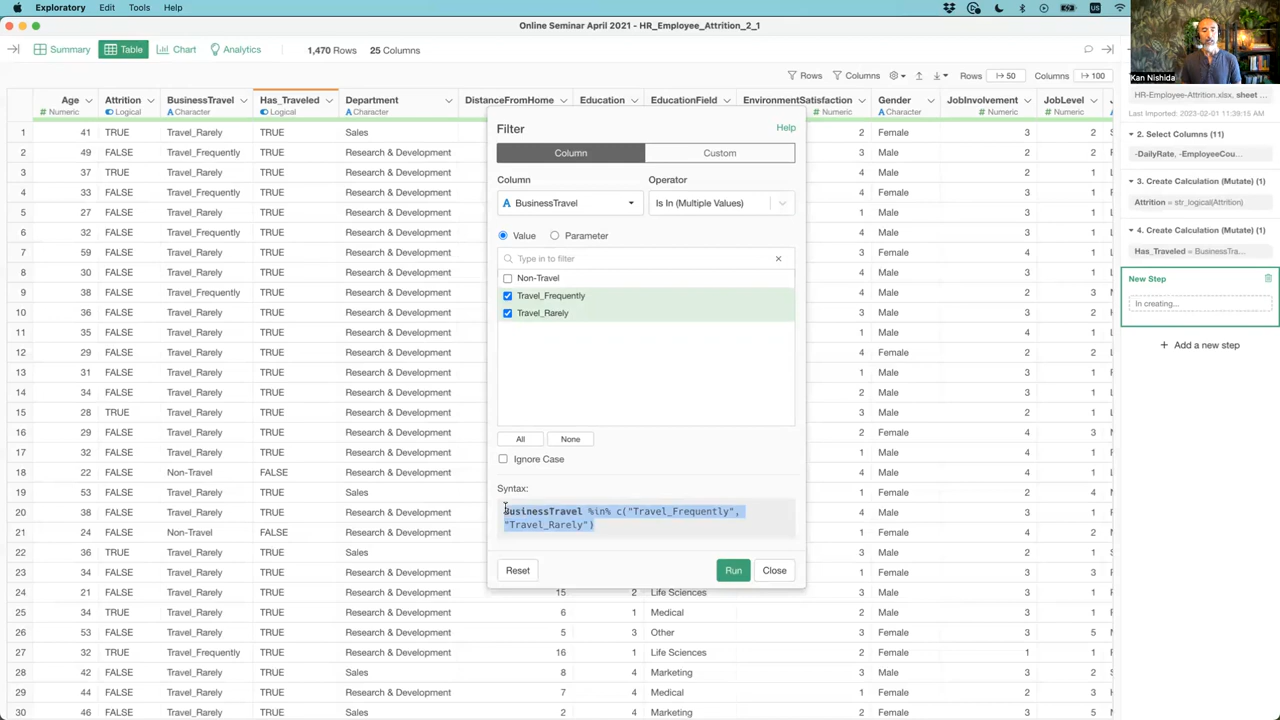 Exploratory Edit Tools Help
Online Seminar April 2021 - HR_Employee_Attrition_2_1
Summary Table Chart Analytics 1,470 Rows 25 Columns
Rows Columns Rows 50 Columns 100
Age Attrition BusinessTravel Has_Traveled Department DistanceFromHome Education EducationField EnvironmentSatisfaction Gender JobInvolvement JobLevel J
Numeric Logical Character Logical Character Numeric Character Numeric Numeric
1 41 TRUE Travel_Rarely TRUE Sales 2 Female 3 2
2 49 FALSE Travel_Frequently TRUE Research & Development 3 Male 2 2
3 37 TRUE Travel_Rarely TRUE Research & Development 4 Male 2 1
4 33 FALSE Travel_Frequently TRUE Research & Development 4 Female 3 1
5 27 FALSE Travel_Rarely TRUE Research & Development 1 Male 3 1
6 32 FALSE Travel_Frequently TRUE Research & Development 4 Male 3 1
7 59 FALSE Travel_Rarely TRUE Research & Development 3 Female 4 1
8 30 FALSE Travel_Rarely TRUE Research & Development 4 Male 3 1
9 38 FALSE Travel_Frequently TRUE Research & Development 4 Male 2 3
10 36 FALSE Travel_Rarely TRUE Research & Development 3 Male 3 2
11 35 FALSE Travel_Rarely TRUE Research & Development 1 Male 4 1
12 29 FALSE Travel_Rarely TRUE Research & Development 4 Female 2 2
13 31 FALSE Travel_Rarely TRUE Research & Development 1 Male 3 1
14 34 FALSE Travel_Rarely TRUE Research & Development 2 Male 3 1
15 28 TRUE Travel_Rarely TRUE Research & Development 3 Male 2 1
16 29 FALSE Travel_Rarely TRUE Research & Development 2 Female 4 3
17 32 FALSE Travel_Rarely TRUE Research & Development 1 Male 4 1
18 22 FALSE Non-Travel FALSE Research & Development 4 Male 4 1
19 53 FALSE Travel_Rarely TRUE Sales 1 Female 2 4
20 38 FALSE Travel_Rarely TRUE Research & Development 4 Male 3 1
21 24 FALSE Non-Travel FALSE Research & Development 1 Female 4 2
22 36 TRUE Travel_Rarely TRUE Sales 3 Male 2 1
23 34 FALSE Travel_Rarely TRUE Research & Development 1 Female 3 3
24 21 FALSE Travel_Rarely TRUE Research & Development 15 2 Life Sciences 3 Male 3 1
25 34 TRUE Travel_Rarely TRUE Research & Development 6 1 Medical 2 Male 3 1
26 53 FALSE Travel_Rarely TRUE Research & Development 5 3 Other 3 Female 3 5
27 32 TRUE Travel_Frequently TRUE Research & Development 16 1 Life Sciences 2 Female 1 1
28 42 FALSE Travel_Rarely TRUE Sales 8 4 Marketing 3 Male 3 2
29 44 FALSE Travel_Rarely TRUE Research & Development 7 4 Medical 1 Female 2 3
30 46 FALSE Travel_Rarely TRUE Sales 2 4 Marketing 2 Female 3 5
Filter
Help
Column Custom
Column Operator
A BusinessTravel Is In (Multiple Values)
Value Parameter
Type in to filter
Non-Travel
Travel_Frequently
Travel_Rarely
All None
Ignore Case
Syntax:
BusinessTravel %in% c("Travel_Frequently",
"Travel_Rarely")
Reset Run Close
Kan Nishida
HR-Employee-Attrition.xlsx, sheet ...
Last Imported: 2023-02-01 11:39:15 AM
2. Select Columns (11)
-DailyRate, -EmployeeCou...
3. Create Calculation (Mutate) (1)
Attrition = str_logical(Attrition)
4. Create Calculation (Mutate) (1)
Has_Traveled = BusinessTra...
New Step
In creating...
+ Add a new step